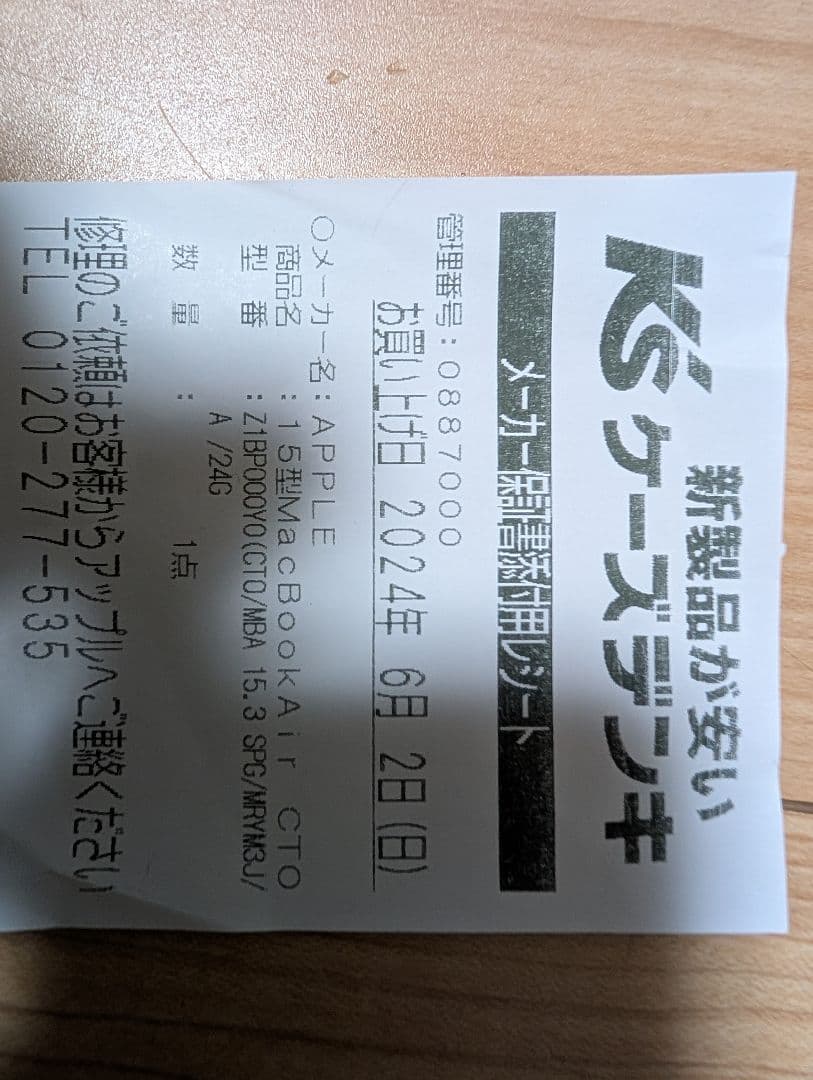 新製品が安い
K'sケーズデンキ
メーカー保証書添付用レシート
管理番号:0887000
お買い上げ日 2024年 6月 2日(日)
○メーカー名:APPLE
商品名 :15型MacBookAir CTO
型番 :Z1BP000Y0(CTO/MBA 15.3 SPG/MRYM3J/
A /24G
数量 : 1点
修理のご依頼はお客様からアップルへご連絡ください
TEL 0120-277-535